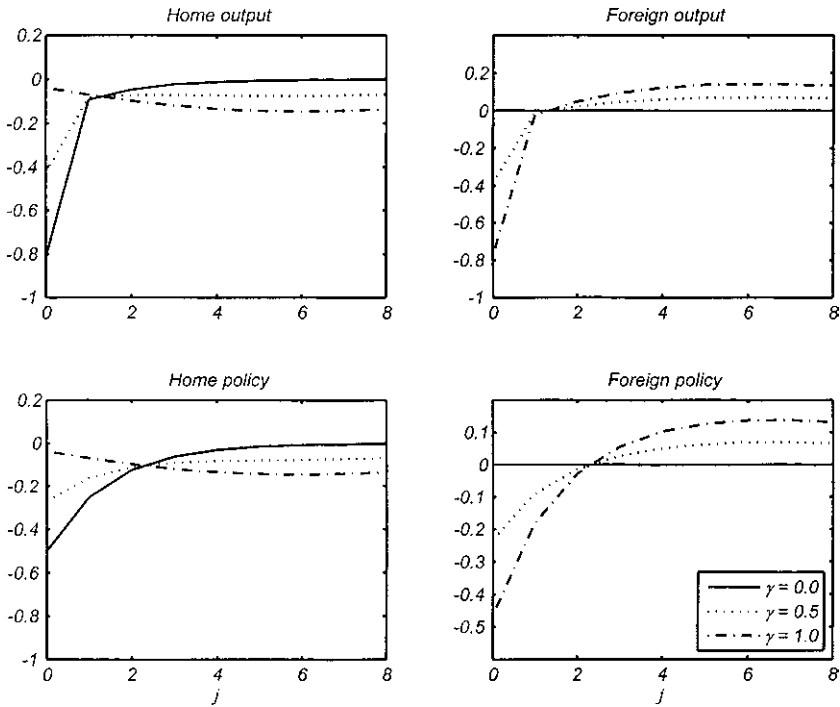 Home output
0.2
0
-0.2
-0.4
-0.6
-0.8
-1
0 2 4 6 8
Foreign output
0.2
0
-0.2
-0.4
-0.6
-0.8
-1
0 2 4 6 8
Home policy
0.2
0
-0.2
-0.4
-0.6
-0.8
-1
0 2 4 6 8
j
Foreign policy
0.1
0
-0.1
-0.2
-0.3
-0.4
-0.5
γ = 0.0
γ = 0.5
γ = 1.0
0 2 4 6 8
j